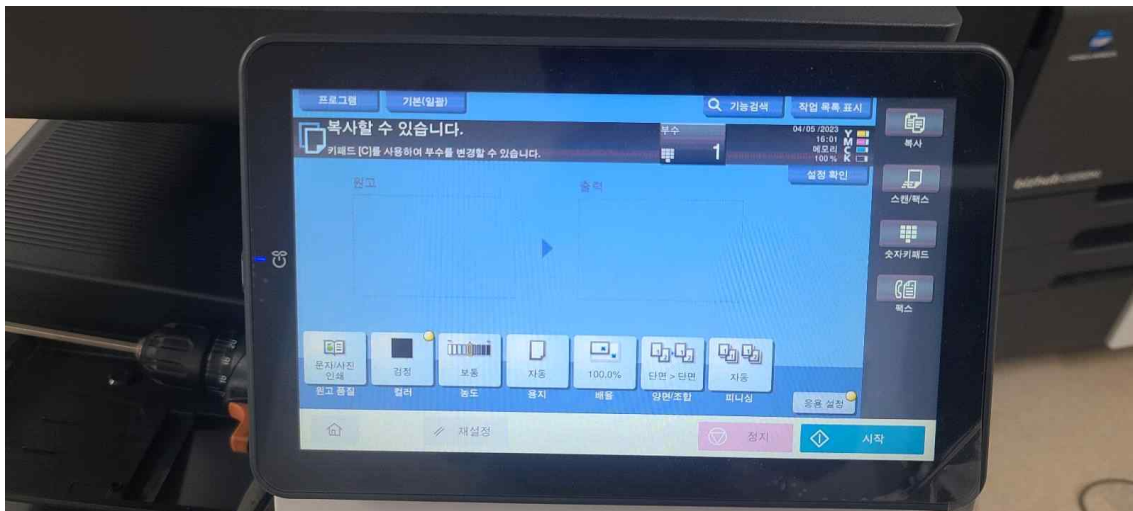 프로그램
기본(일괄)
기능검색
작업 목록 표시
복사할 수 있습니다.
키패드 [C]를 사용하여 부수를 변경할 수 있습니다.
부수
1
04/05 /2023
16:01
메모리
100 %
Y
M
C
K
설정 확인
원고
출력
복사
스캔/팩스
숫자키패드
팩스
문자/사진
인쇄
원고 품질
검정
컬러
보통
농도
자동
용지
100.0%
배율
단면 > 단면
양면/조합
자동
피니싱
응용 설정
재설정
정지
시작
bizhub